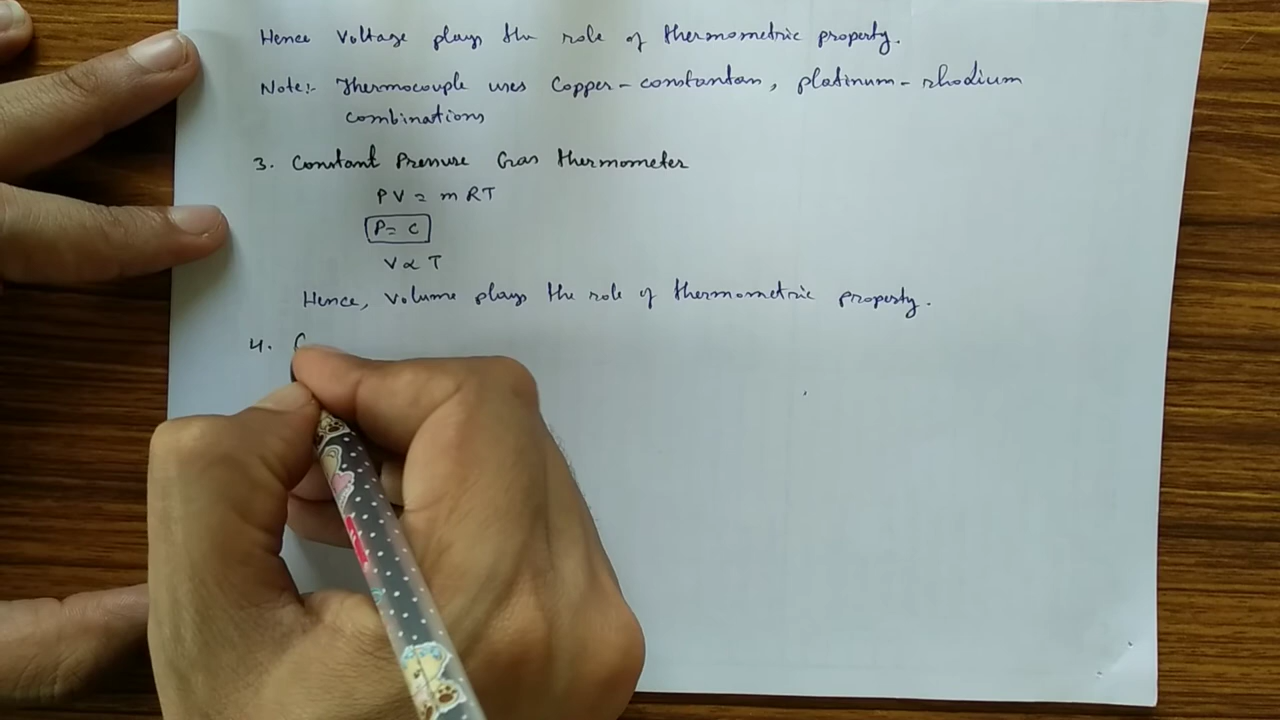 Hence Voltage plays the role of thermometric property.
Note:- Thermocouple uses Copper - constantan, platinum - rhodium
combinations
3. Constant Pressure Gas thermometer
PV = mRT
P = C
V ∝ T
Hence, Volume plays the role of thermometric property.
4. C